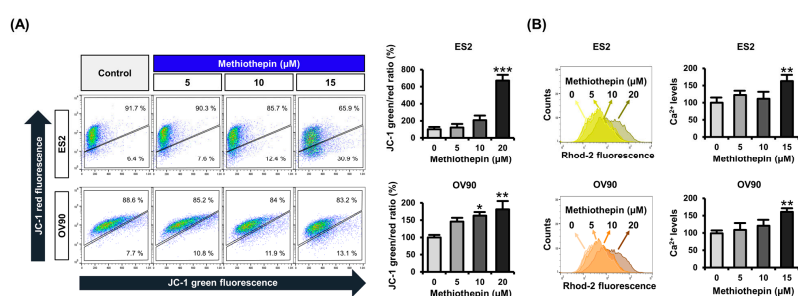 (A)
Control
Methiothepin (μM)
5 10 15
JC-1 red fluorescence
ES2
91.7 % 90.3 % 85.7 % 65.9 %
6.4 % 7.6 % 12.4 % 30.9 %
OV90
88.6 % 85.2 % 84 % 83.2 %
7.7 % 10.8 % 11.9 % 13.1 %
JC-1 green fluorescence
ES2
JC-1 green/red ratio (%)
800
600
400
200
0
***
0 5 10 20
Methiothepin (μM)
OV90
JC-1 green/red ratio (%)
200
150
100
50
0
* **
0 5 10 20
Methiothepin (μM)
(B)
ES2
Methiothepin (μM)
0 5 10 20
Counts
Rhod-2 fluorescence
ES2
Ca²⁺ levels
200
150
100
50
0
**
0 5 10 15
Methiothepin (μM)
OV90
Methiothepin (μM)
0 5 10 20
Counts
Rhod-2 fluorescence
OV90
Ca²⁺ levels
200
150
100
50
0
**
0 5 10 15
Methiothepin (μM)